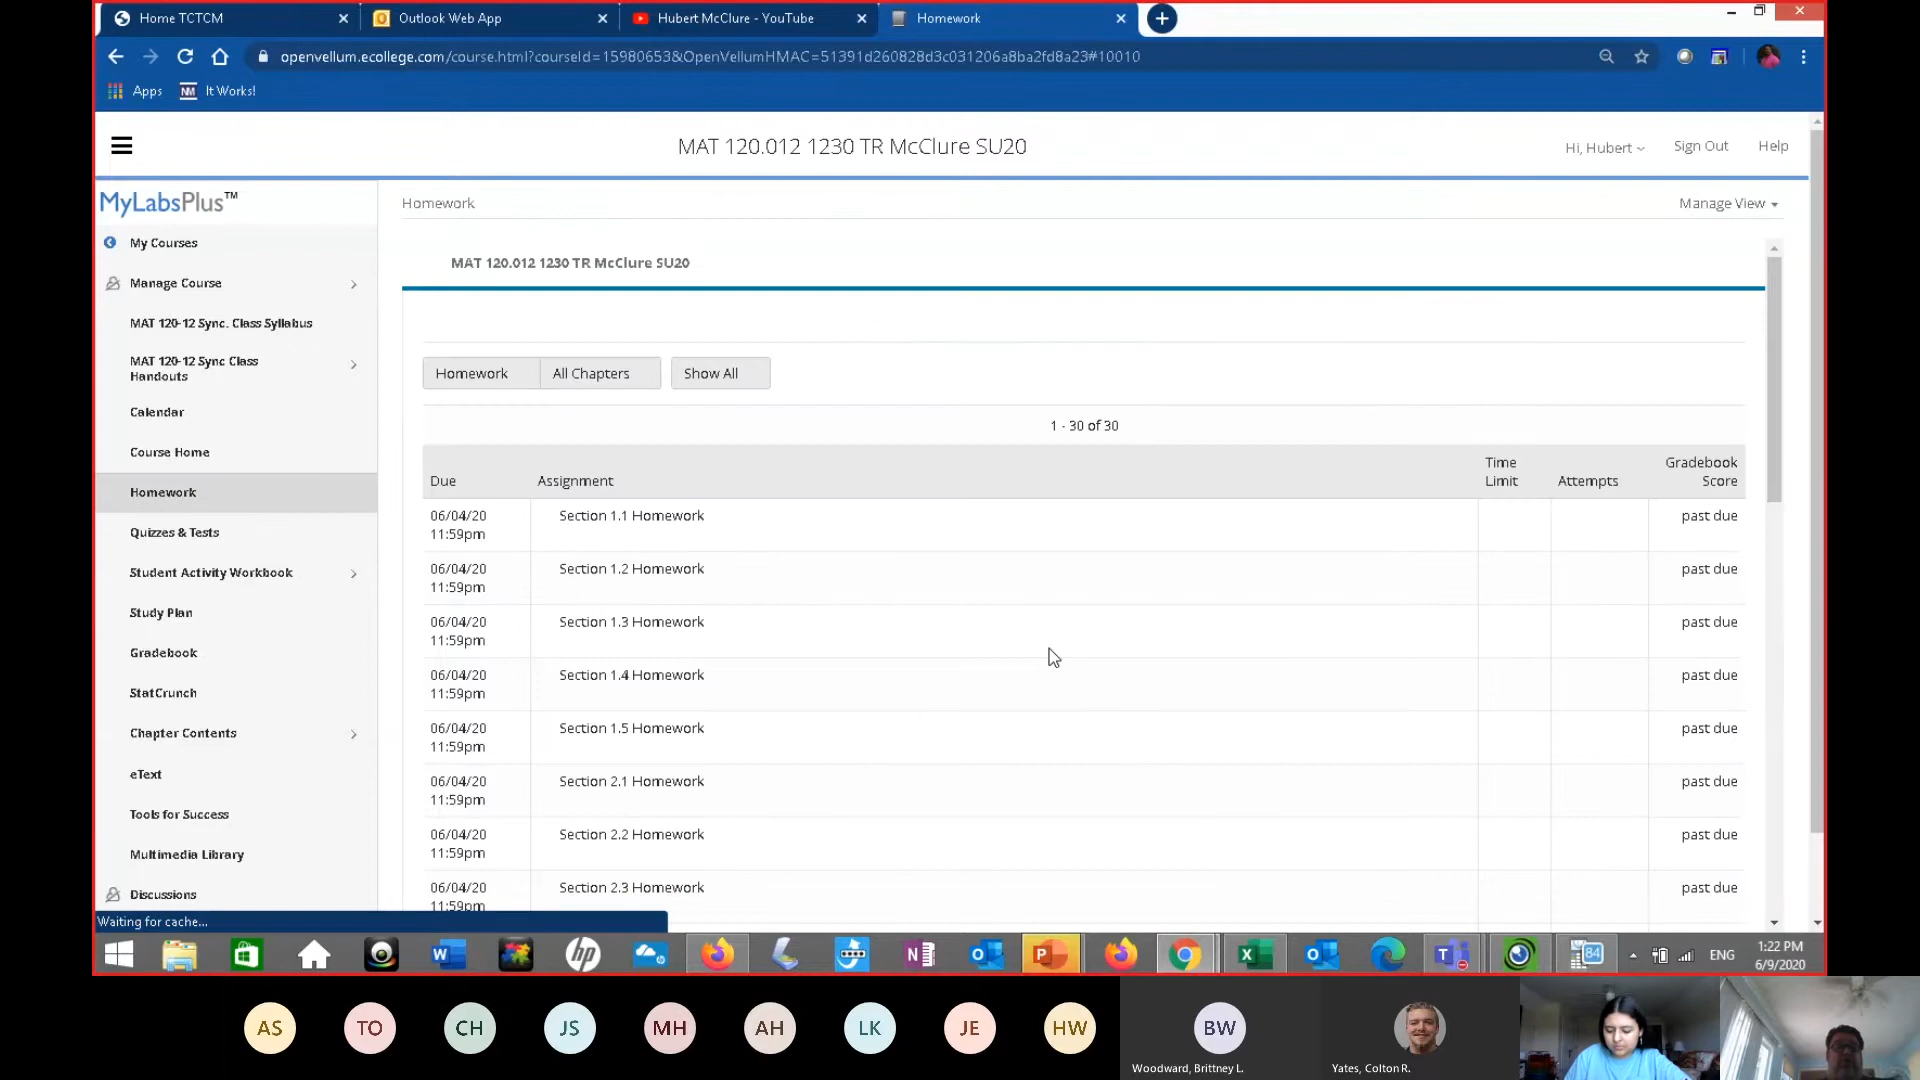 Home TCTCM
Outlook Web App
Hubert McClure - YouTube
Homework
openvellum.ecollege.com/course.html?courseId=15980653&OpenVellumHMAC=51391d260828d3c031206a8ba2fd8a23#10010
Apps
NM
It Works!
MAT 120.012 1230 TR McClure SU20
Hi, Hubert
Sign Out
Help
MyLabsPlus™
My Courses
Manage Course
MAT 120-12 Sync. Class Syllabus
MAT 120-12 Sync Class
Handouts
Calendar
Course Home
Homework
Quizzes & Tests
Student Activity Workbook
Study Plan
Gradebook
StatCrunch
Chapter Contents
eText
Tools for Success
Multimedia Library
Discussions
Homework
Manage View
MAT 120.012 1230 TR McClure SU20
Homework
All Chapters
Show All
1 - 30 of 30
Due
Assignment
Time
Limit
Attempts
Gradebook
Score
06/04/20
11:59pm
Section 1.1 Homework
past due
06/04/20
11:59pm
Section 1.2 Homework
past due
06/04/20
11:59pm
Section 1.3 Homework
past due
06/04/20
11:59pm
Section 1.4 Homework
past due
06/04/20
11:59pm
Section 1.5 Homework
past due
06/04/20
11:59pm
Section 2.1 Homework
past due
06/04/20
11:59pm
Section 2.2 Homework
past due
06/04/20
11:59pm
Section 2.3 Homework
past due
Waiting for cache...
84
ENG
1:22 PM
6/9/2020
AS
TO
CH
JS
MH
AH
LK
JE
HW
BW
Woodward, Brittney L.
Yates, Colton R.